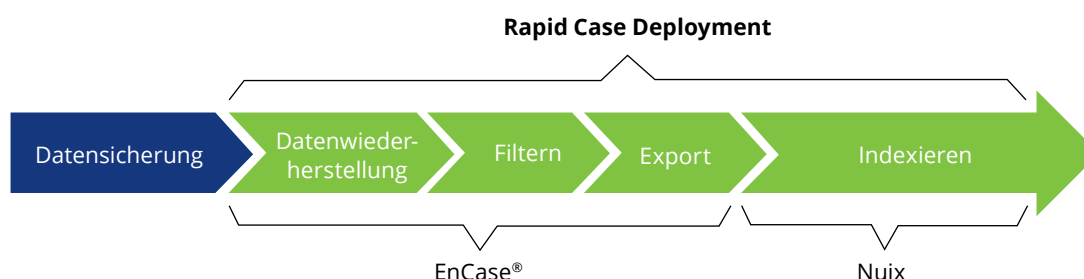 Rapid Case Deployment
Datensicherung
Datenwieder-
herstellung
Filtern
Export
Indexieren
EnCase®
Nuix